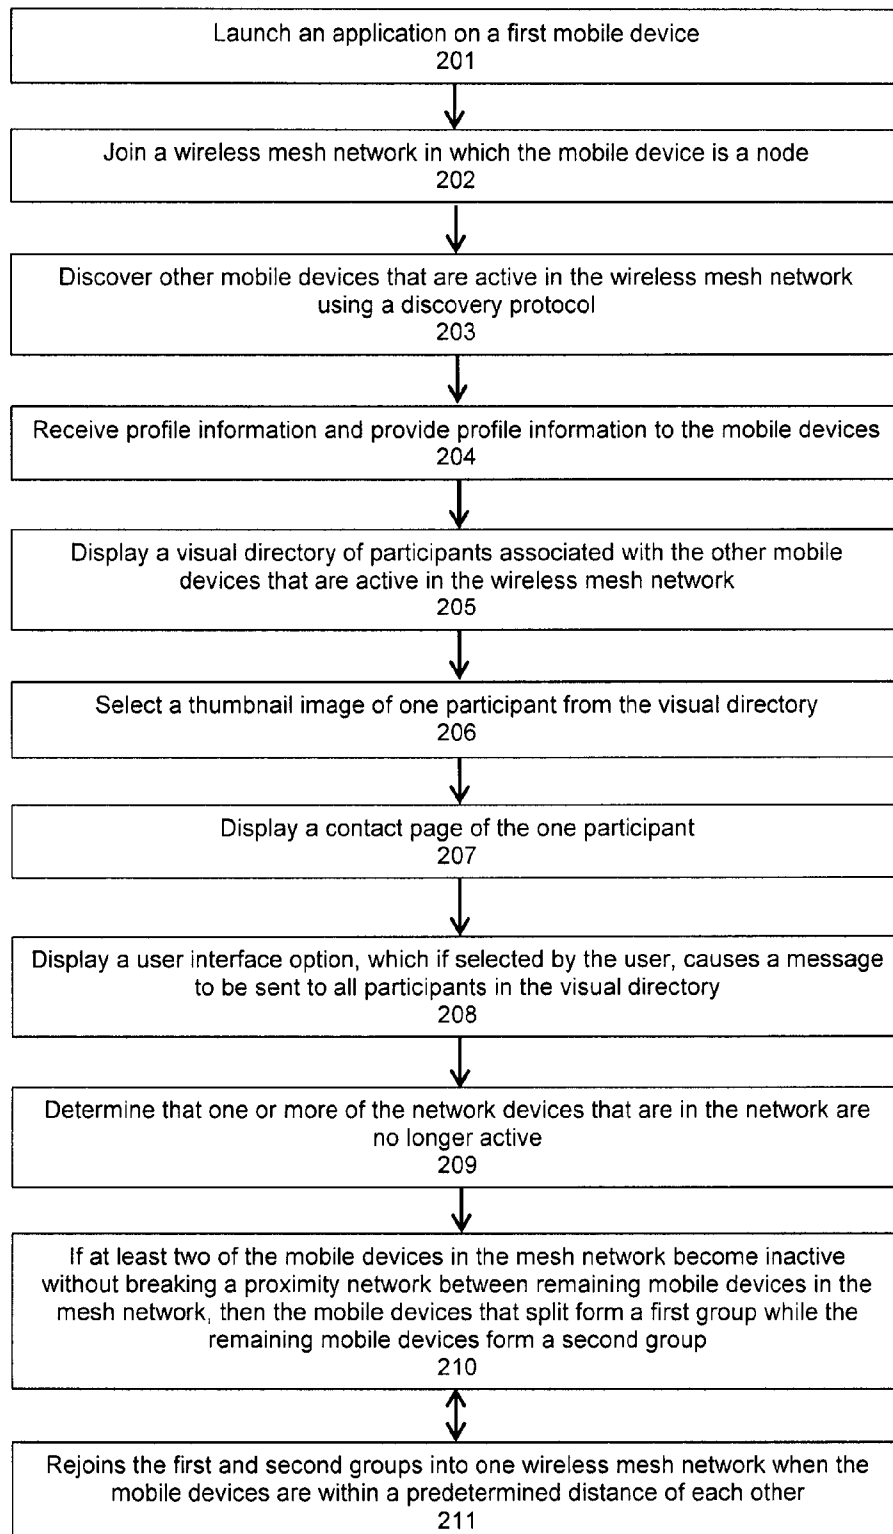 Launch an application on a first mobile device
201
Join a wireless mesh network in which the mobile device is a node
202
Discover other mobile devices that are active in the wireless mesh network
using a discovery protocol
203
Receive profile information and provide profile information to the mobile devices
204
Display a visual directory of participants associated with the other mobile
devices that are active in the wireless mesh network
205
Select a thumbnail image of one participant from the visual directory
206
Display a contact page of the one participant
207
Display a user interface option, which if selected by the user, causes a message
to be sent to all participants in the visual directory
208
Determine that one or more of the network devices that are in the network are
no longer active
209
If at least two of the mobile devices in the mesh network become inactive
without breaking a proximity network between remaining mobile devices in the
mesh network, then the mobile devices that split form a first group while the
remaining mobile devices form a second group
210
Rejoins the first and second groups into one wireless mesh network when the
mobile devices are within a predetermined distance of each other
211